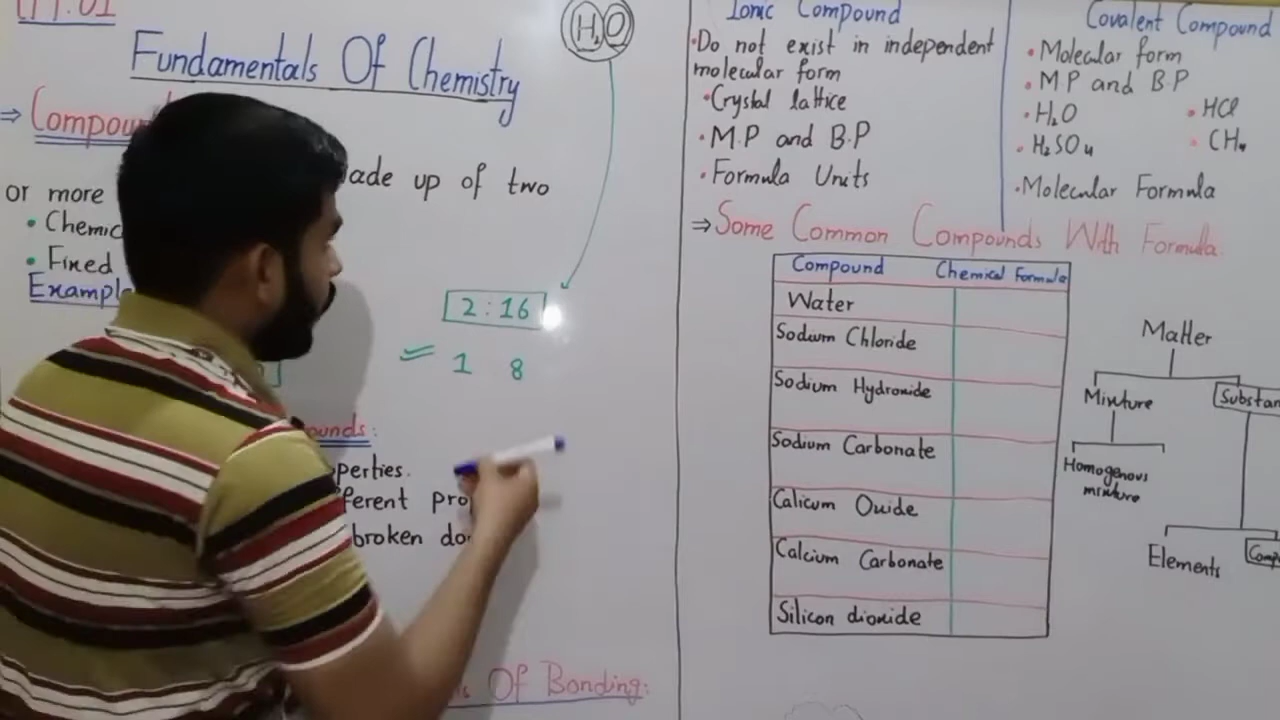 Fundamentals Of Chemistry
⇒ Compou
ade up of two
or more
• Chemic
• Fixed
Example
2 : 16
1 8
ounds:
perties.
ferent pro
broken do
Of Bonding:
H₂O
Ionic Compound
• Do not exist in independent
molecular form
• Crystal lattice
• M.P and B.P
• Formula Units
Covalent Compound
• Molecular form
• M P and B.P
• H₂O • HCl
• H₂SO₄ • CH₄
• Molecular Formula
⇒ Some Common Compounds With Formula.
Compound Chemical Formula
Water
Sodium Chloride
Sodium Hydroxide
Sodium Carbonate
Calicum Oxide
Calcium Carbonate
Silicon dioxide
Matter
Mixture Substan
Homogenous
mixture
Elements Comp